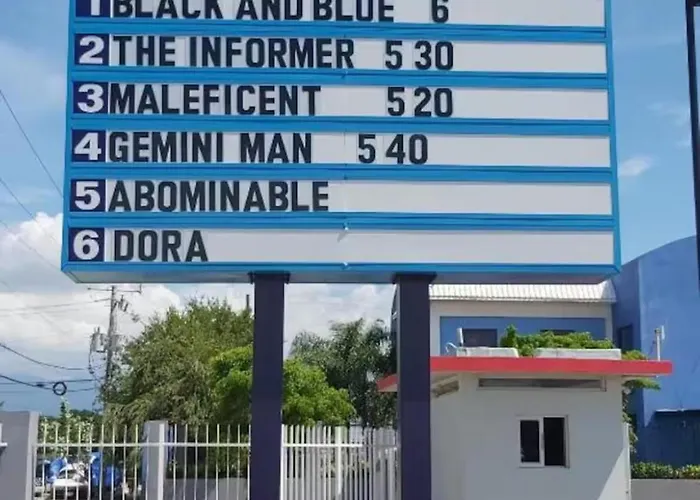 1 BLACK AND BLUE 6
2 THE INFORMER 5 30
3 MALEFICENT 5 20
4 GEMINI MAN 5 40
5 ABOMINABLE
6 DORA